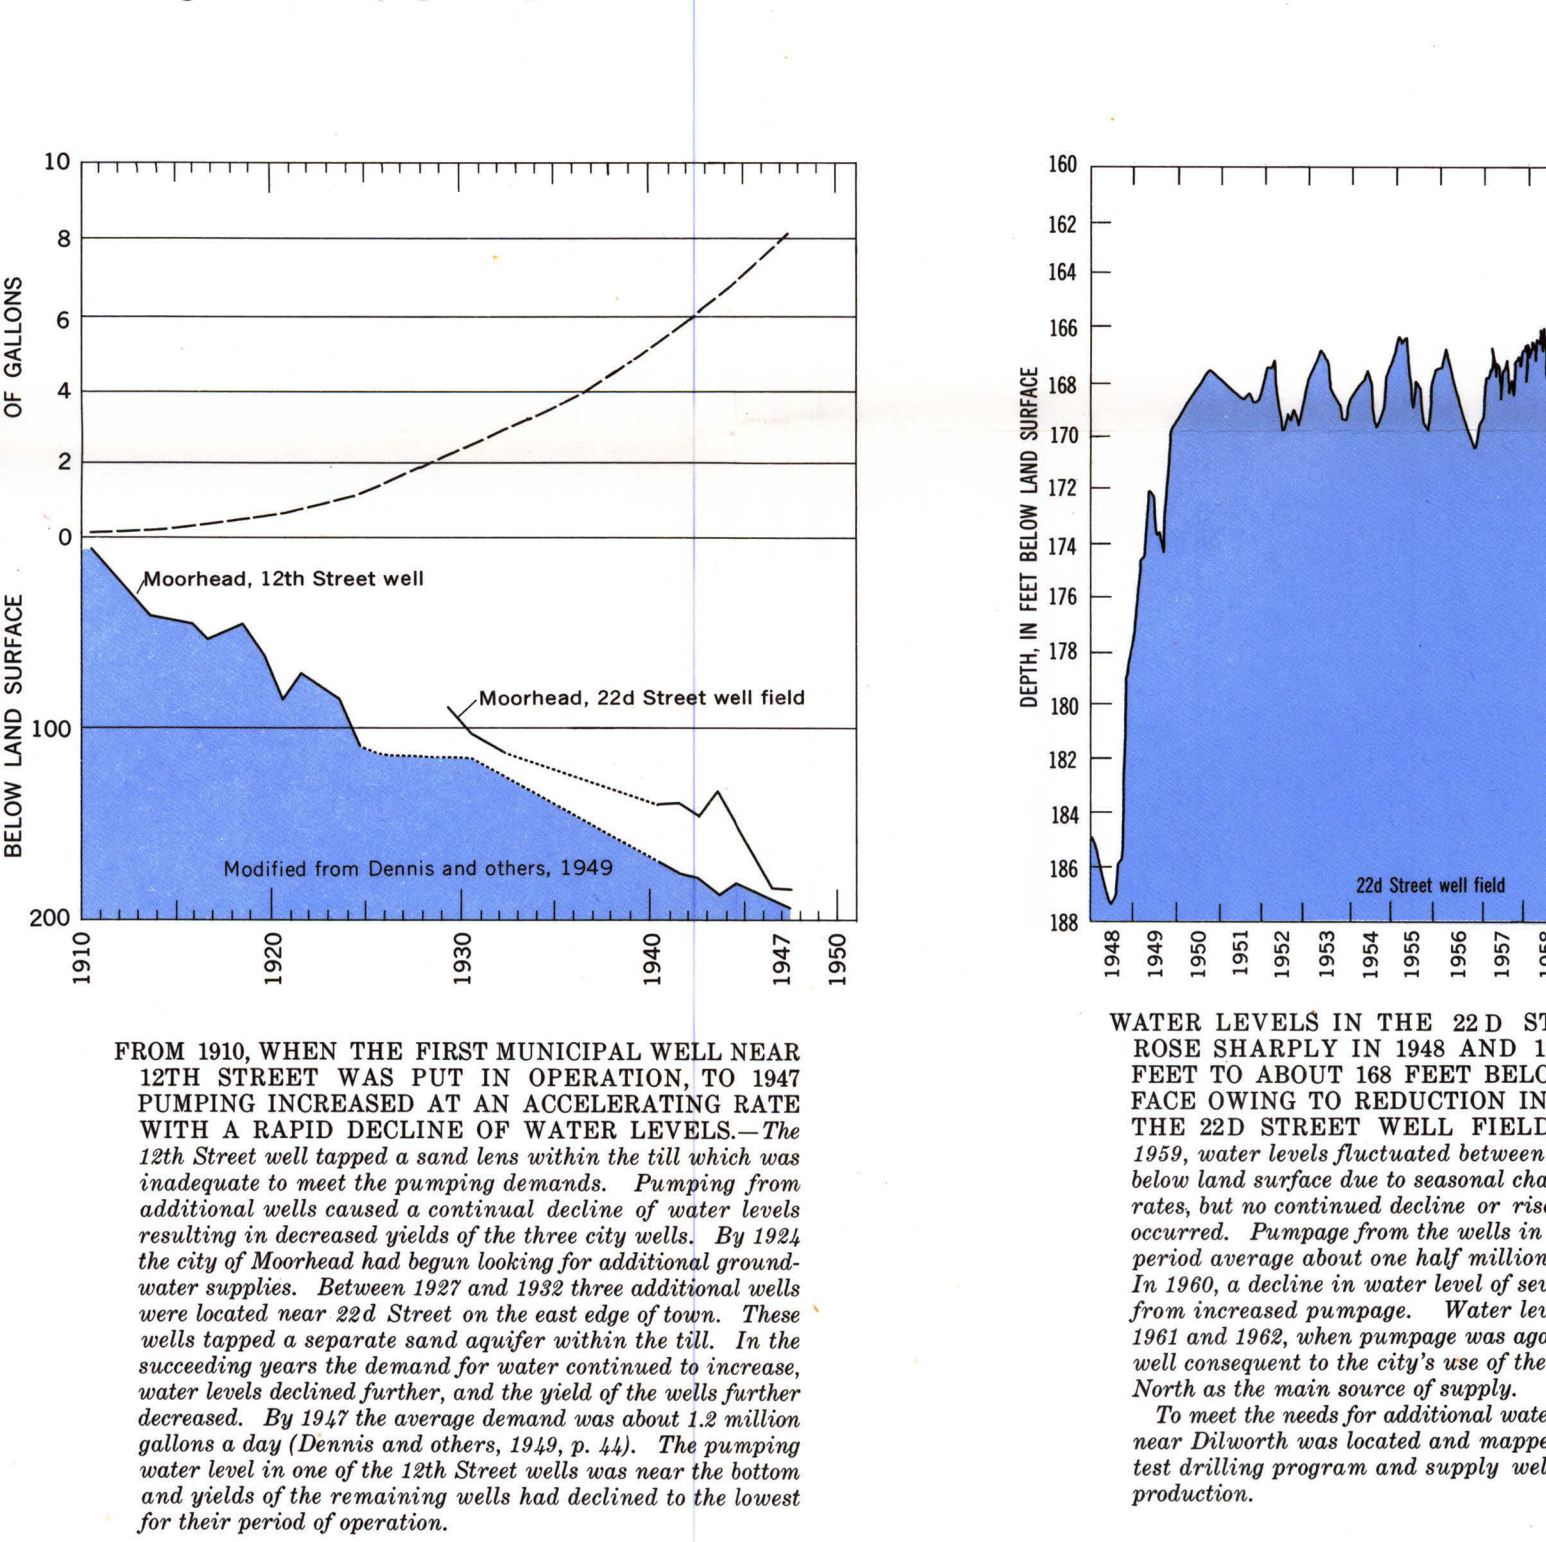 10
8
6
4
2
0
100
200
OF GALLONS
BELOW LAND SURFACE
Moorhead, 12th Street well
Moorhead, 22d Street well field
Modified from Dennis and others, 1949
1910
1920
1930
1940
1947
1950
FROM 1910, WHEN THE FIRST MUNICIPAL WELL NEAR
12TH STREET WAS PUT IN OPERATION, TO 1947
PUMPING INCREASED AT AN ACCELERATING RATE
WITH A RAPID DECLINE OF WATER LEVELS.—The
12th Street well tapped a sand lens within the till which was
inadequate to meet the pumping demands. Pumping from
additional wells caused a continual decline of water levels
resulting in decreased yields of the three city wells. By 1924
the city of Moorhead had begun looking for additional ground-
water supplies. Between 1927 and 1932 three additional wells
were located near 22d Street on the east edge of town. These
wells tapped a separate sand aquifer within the till. In the
succeeding years the demand for water continued to increase,
water levels declined further, and the yield of the wells further
decreased. By 1947 the average demand was about 1.2 million
gallons a day (Dennis and others, 1949, p. 44). The pumping
water level in one of the 12th Street wells was near the bottom
and yields of the remaining wells had declined to the lowest
for their period of operation.
160
162
164
166
168
170
172
174
176
178
180
182
184
186
188
DEPTH, IN FEET BELOW LAND SURFACE
22d Street well field
1948
1949
1950
1951
1952
1953
1954
1955
1956
1957
WATER LEVELS IN THE 22D
ROSE SHARPLY IN 1948 AND
FEET TO ABOUT 168 FEET
FACE OWING TO REDUCTION IN
THE 22D STREET WELL FIELD
1959, water levels fluctuated between
below land surface due to seasonal
rates, but no continued decline or
occurred. Pumpage from the wells in
period average about one half million
In 1960, a decline in water level of
from increased pumpage. Water
1961 and 1962, when pumpage was
well consequent to the city's use of the
North as the main source of supply.
To meet the needs for additional
near Dilworth was located and
test drilling program and supply
production.